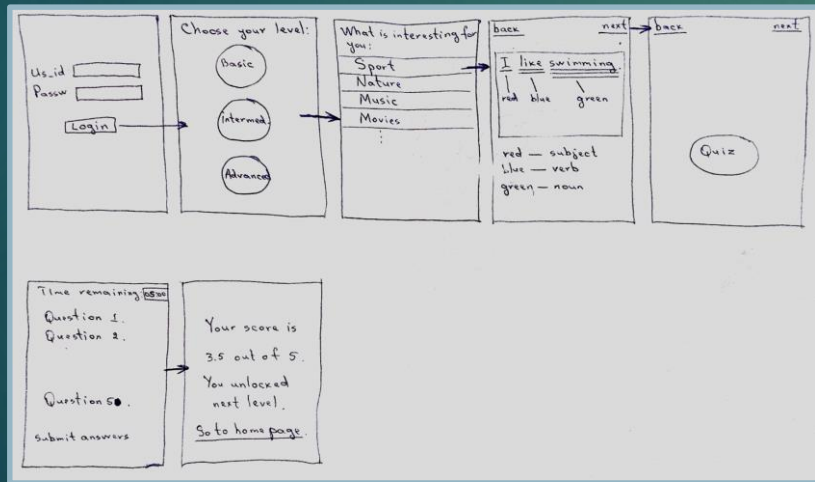 Us_id
Passw
Login
Choose your level:
Basic
Intermed.
Advanced
What is interesting for
you:
Sport
Nature
Music
Movies
back next
I like swimming.
red blue green
red — subject
blue — verb
green — noun
back next
Quiz
Time remaining: 05:00
Question 1.
Question 2.
Question 5.
Submit answers
Your score is
3.5 out of 5.
You unlocked
next level.
Go to home page.